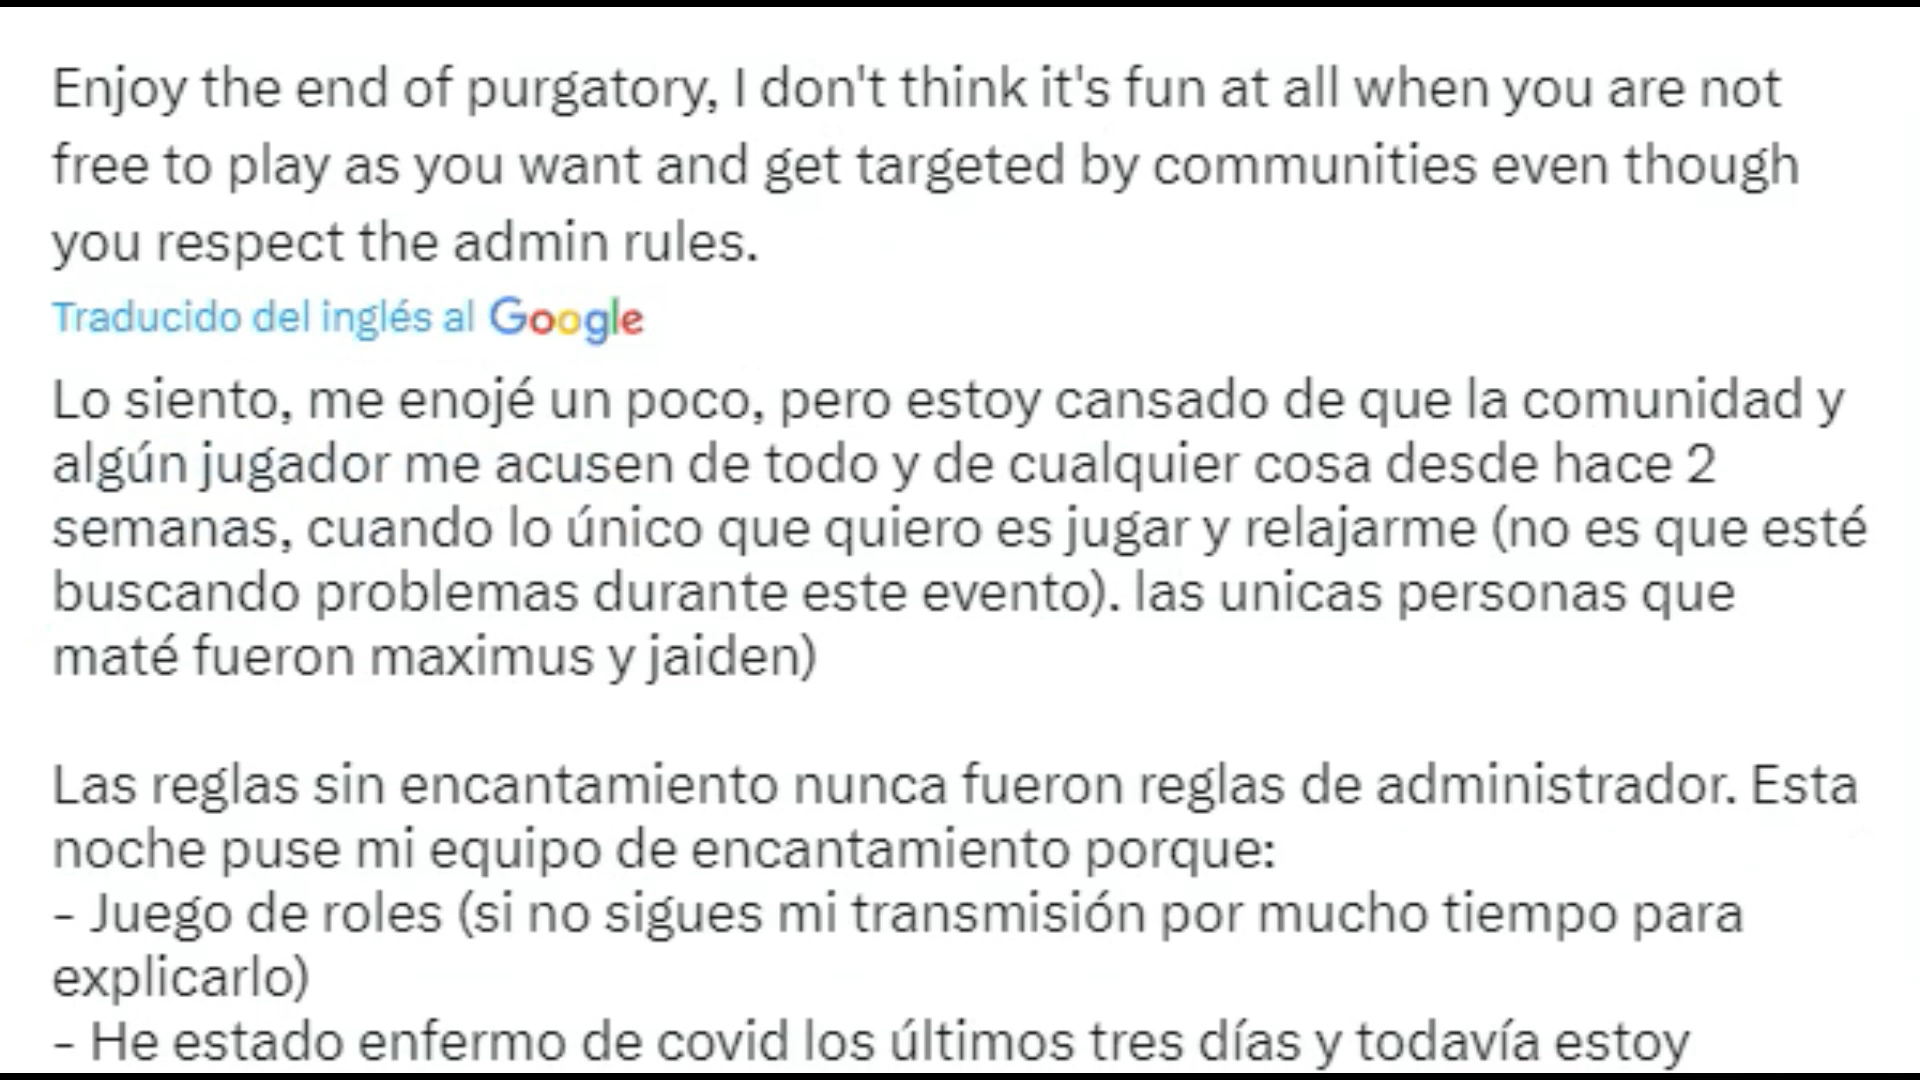 Enjoy the end of purgatory, I don't think it's fun at all when you are not
free to play as you want and get targeted by communities even though
you respect the admin rules.
Traducido del inglés al Google
Lo siento, me enojé un poco, pero estoy cansado de que la comunidad y
algún jugador me acusen de todo y de cualquier cosa desde hace 2
semanas, cuando lo único que quiero es jugar y relajarme (no es que esté
buscando problemas durante este evento). las unicas personas que
maté fueron maximus y jaiden)
Las reglas sin encantamiento nunca fueron reglas de administrador. Esta
noche puse mi equipo de encantamiento porque:
- Juego de roles (si no sigues mi transmisión por mucho tiempo para
explicarlo)
- He estado enfermo de covid los últimos tres días y todavía estoy